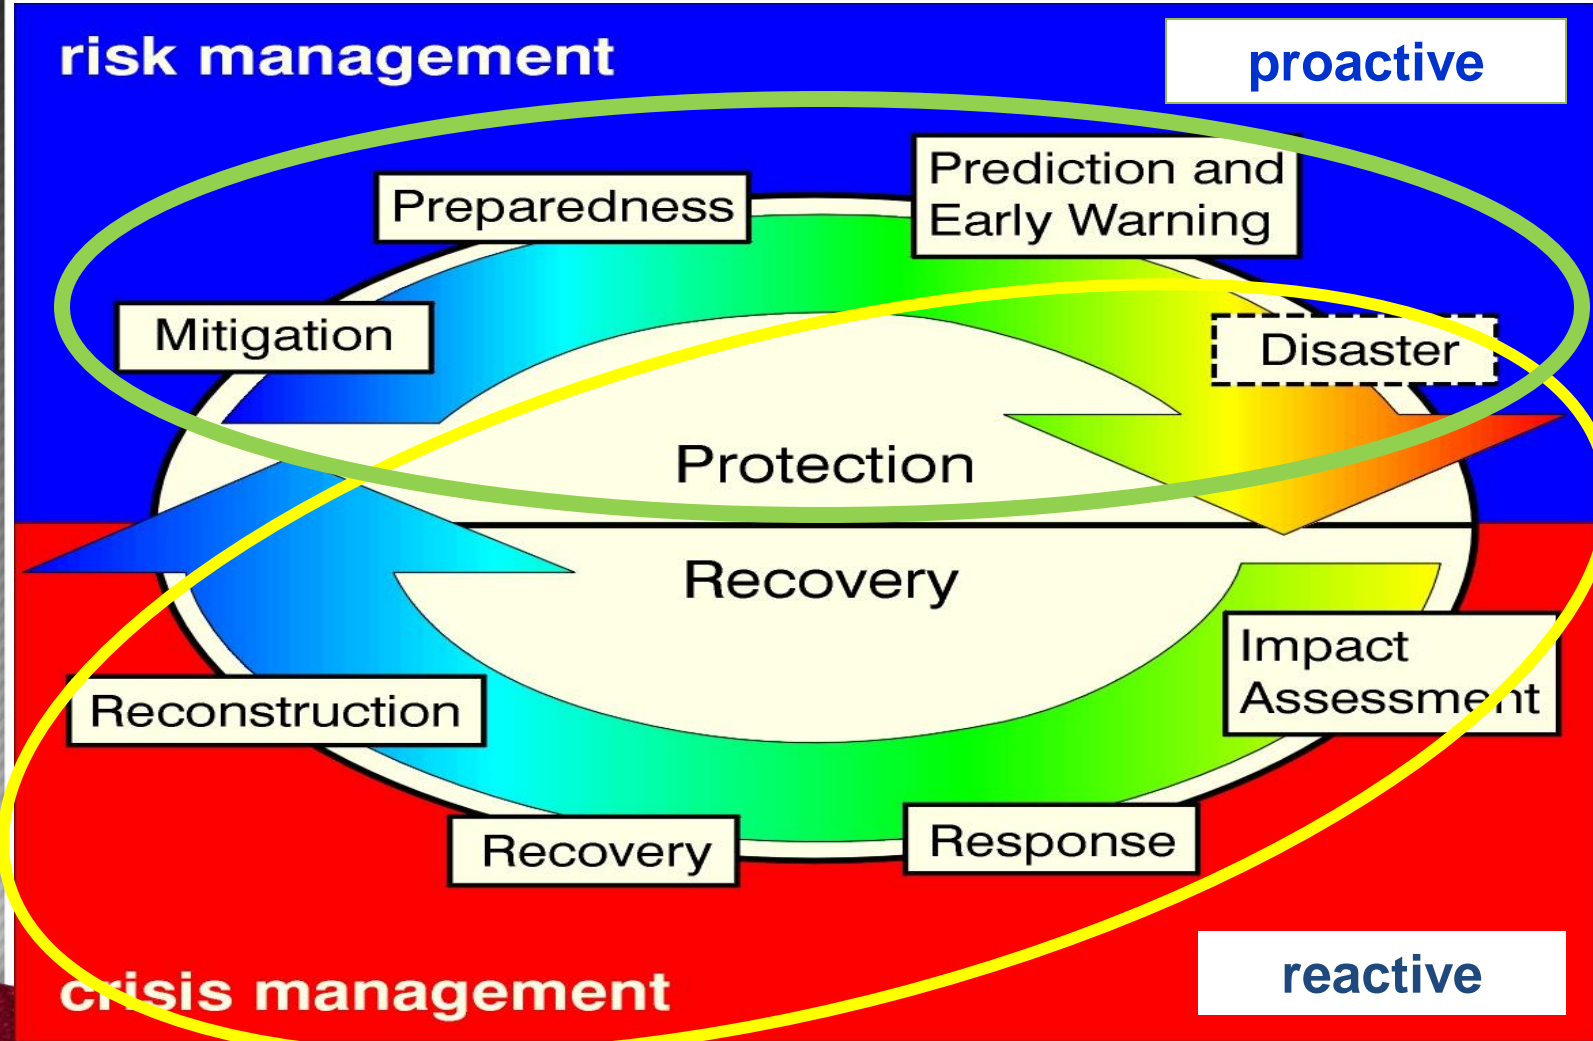 risk management
proactive
Preparedness
Prediction and
Early Warning
Mitigation
Disaster
Protection
Recovery
Impact
Assessment
Reconstruction
Recovery
Response
crisis management
reactive